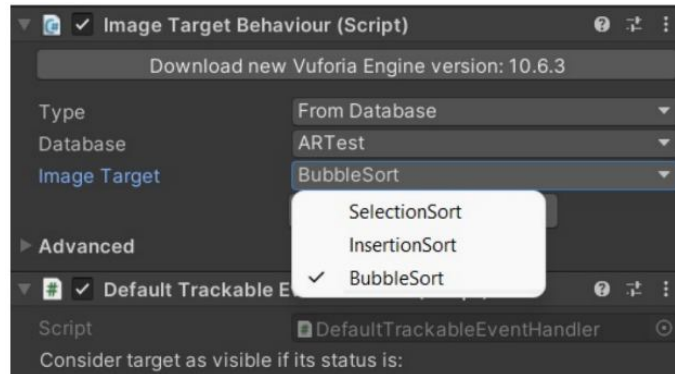 Image Target Behaviour (Script)
Download new Vuforia Engine version: 10.6.3
Type From Database
Database ARTest
Image Target BubbleSort
SelectionSort
Advanced
InsertionSort
BubbleSort
Default Trackable
Script DefaultTrackableEventHandler
Consider target as visible if its status is: